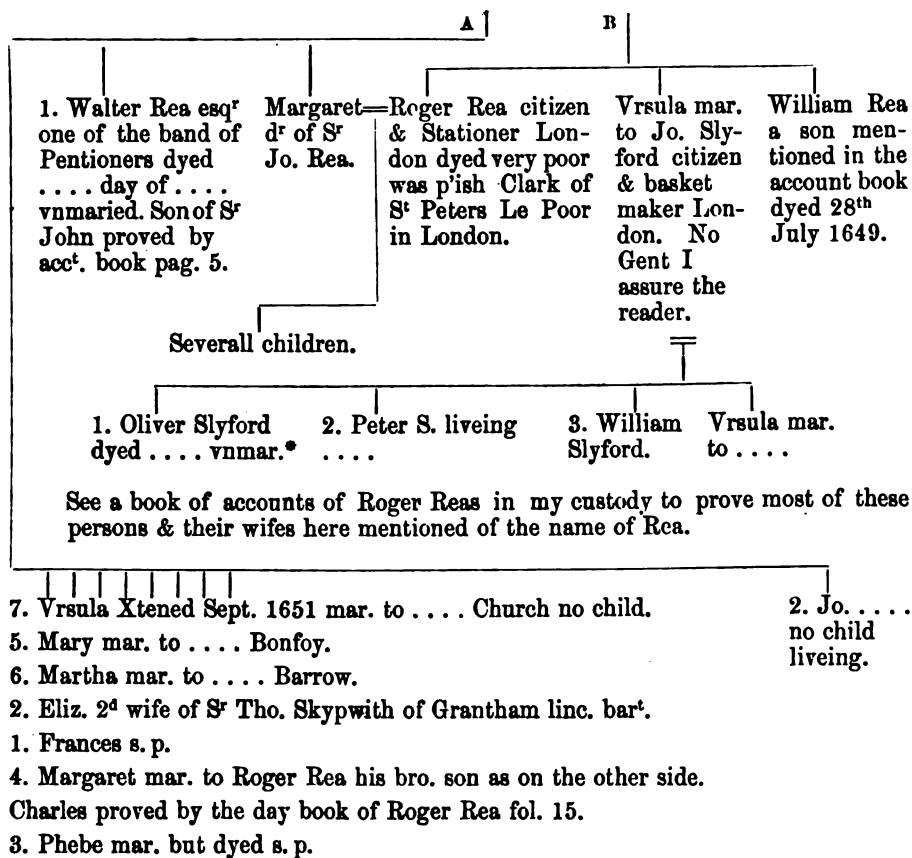 A B
1. Walter Rea esqʳ
one of the band of
Pentioners dyed
. . . . day of . . . .
vnmaried. Son of Sʳ
John proved by
accᵗ. book pag. 5.
Margaret=Roger Rea citizen
dʳ of Sʳ
Jo. Rea.
& Stationer Lon-
don dyed very poor
was p'ish Clark of
Sᵗ Peters Le Poor
in London.
Vrsula mar.
to Jo. Sly-
ford citizen
& basket
maker Lon-
don. No
Gent I
assure the
reader.
William Rea
a son men-
tioned in the
account book
dyed 28ᵗʰ
July 1649.
Severall children.
1. Oliver Slyford
dyed . . . . vnmar.*
2. Peter S. liveing
. . . .
3. William
Slyford.
Vrsula mar.
to . . . .
See a book of accounts of Roger Reas in my custody to prove most of these
persons & their wifes here mentioned of the name of Rea.
7. Vrsula Xtened Sept. 1651 mar. to . . . . Church no child.
5. Mary mar. to . . . . Bonfoy.
6. Martha mar. to . . . . Barrow.
2. Eliz. 2ᵈ wife of Sʳ Tho. Skypwith of Grantham linc. barᵗ.
1. Frances s. p.
4. Margaret mar. to Roger Rea his bro. son as on the other side.
Charles proved by the day book of Roger Rea fol. 15.
3. Phebe mar. but dyed s. p.
2. Jo. . . . .
no child
liveing.